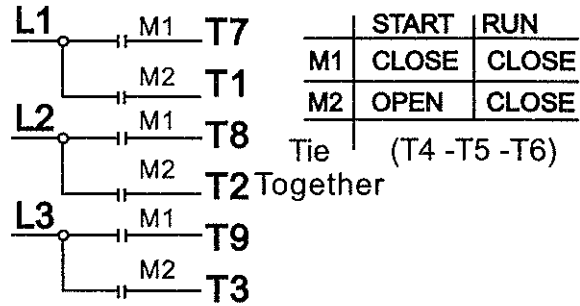 L1 M1 T7
M2 T1
L2 M1 T8
M2 T2 Together
L3 M1 T9
M2 T3
START RUN
M1 CLOSE CLOSE
M2 OPEN CLOSE
Tie (T4 -T5 -T6)